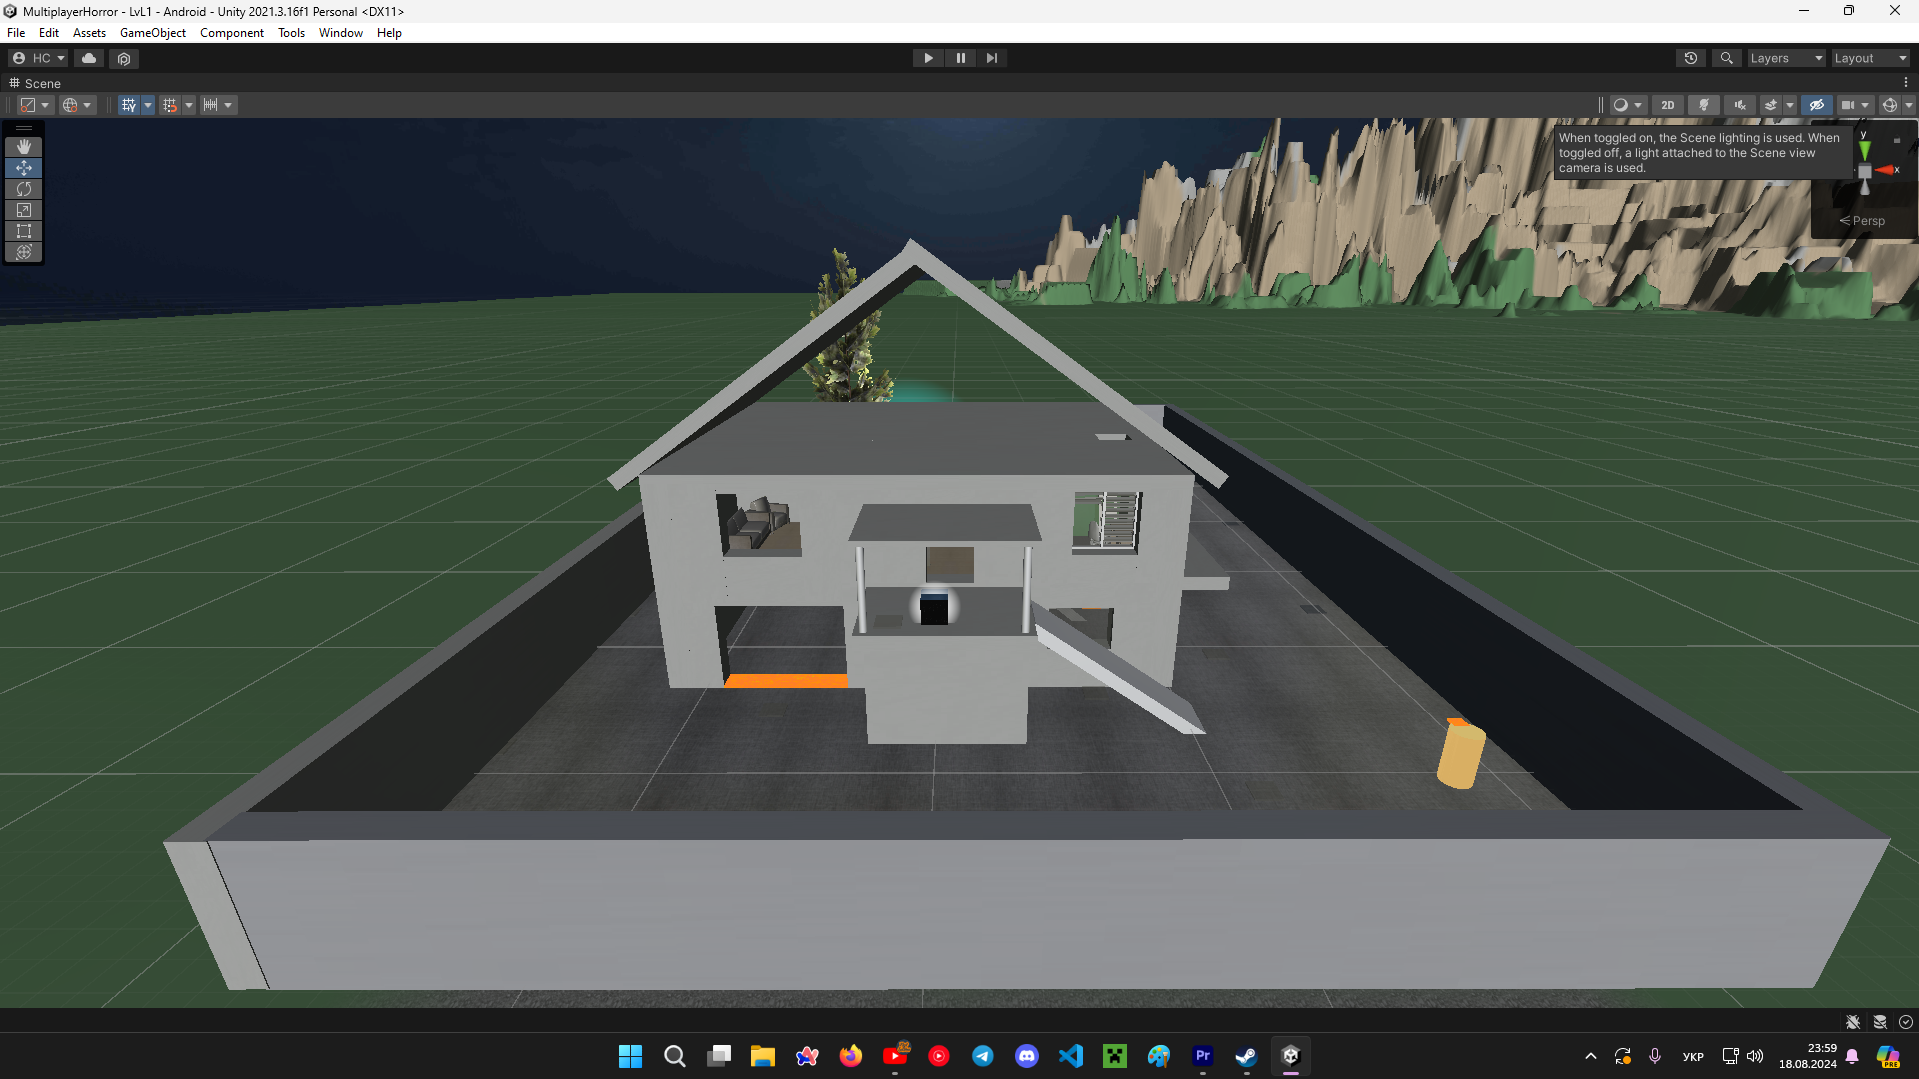 MultiplayerHorror - LvL1 - Android - Unity 2021.3.16f1 Personal <DX11>
File Edit Assets GameObject Component Tools Window Help
HC Layers Layout
Scene
2D
When toggled on, the Scene lighting is used. When
toggled off, a light attached to the Scene view
camera is used.
y
x
Persp
Pr
PRE
УКР
23:59
18.08.2024